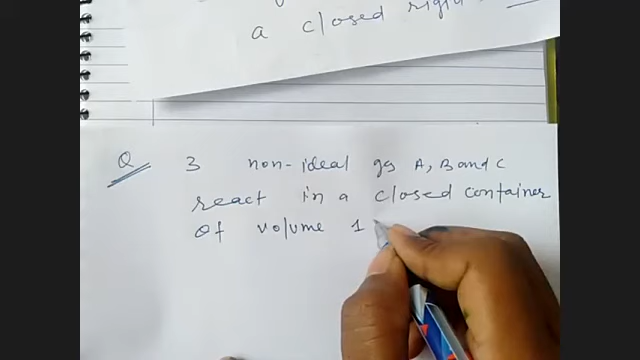 a closed rigid
Q 3 non-ideal gs A, B and C
react in a closed container
of volume 1